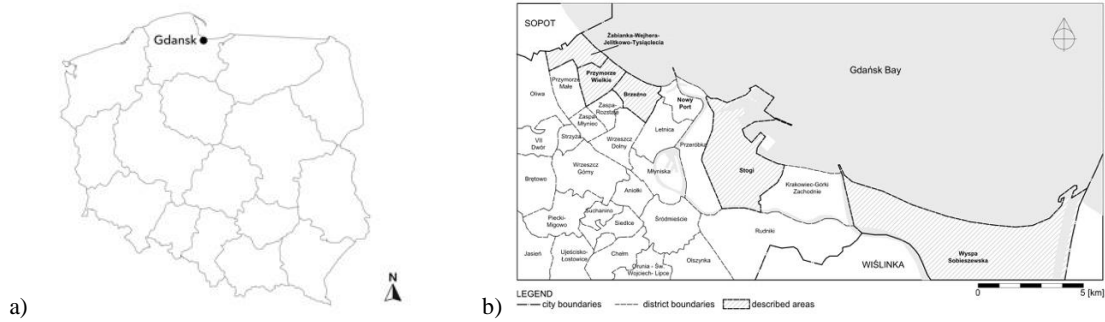 Gdansk
N
a)
b)
SOPOT
Żabianka-Wejhera-
Jelitkowo-Tysiąclecia
Gdańsk Bay
Oliwa
Przymorze
Małe
Przymorze
Wielkie
Brzeźno
Nowy
Port
Zaspa-
Rozstaje
Zaspa-
Młyniec
Letnica
VII
Dwór
Strzyża
Wrzeszcz
Dolny
Przeróbka
Wrzeszcz
Górny
Młyniska
Stogi
Brętowo
Krakowiec-Górki
Zachodnie
Aniołki
Piecki-
Migowo
Suchanino
Siedlce
Śródmieście
Rudniki
Jasień
Ujeścisko-
Łostowice
Chełm
Olszynka
Orunia - Św.
Wojciech- Lipce
WIŚLINKA
Wyspa
Sobieszewska
LEGEND
city boundaries
district boundaries
described areas
0
5 [km]